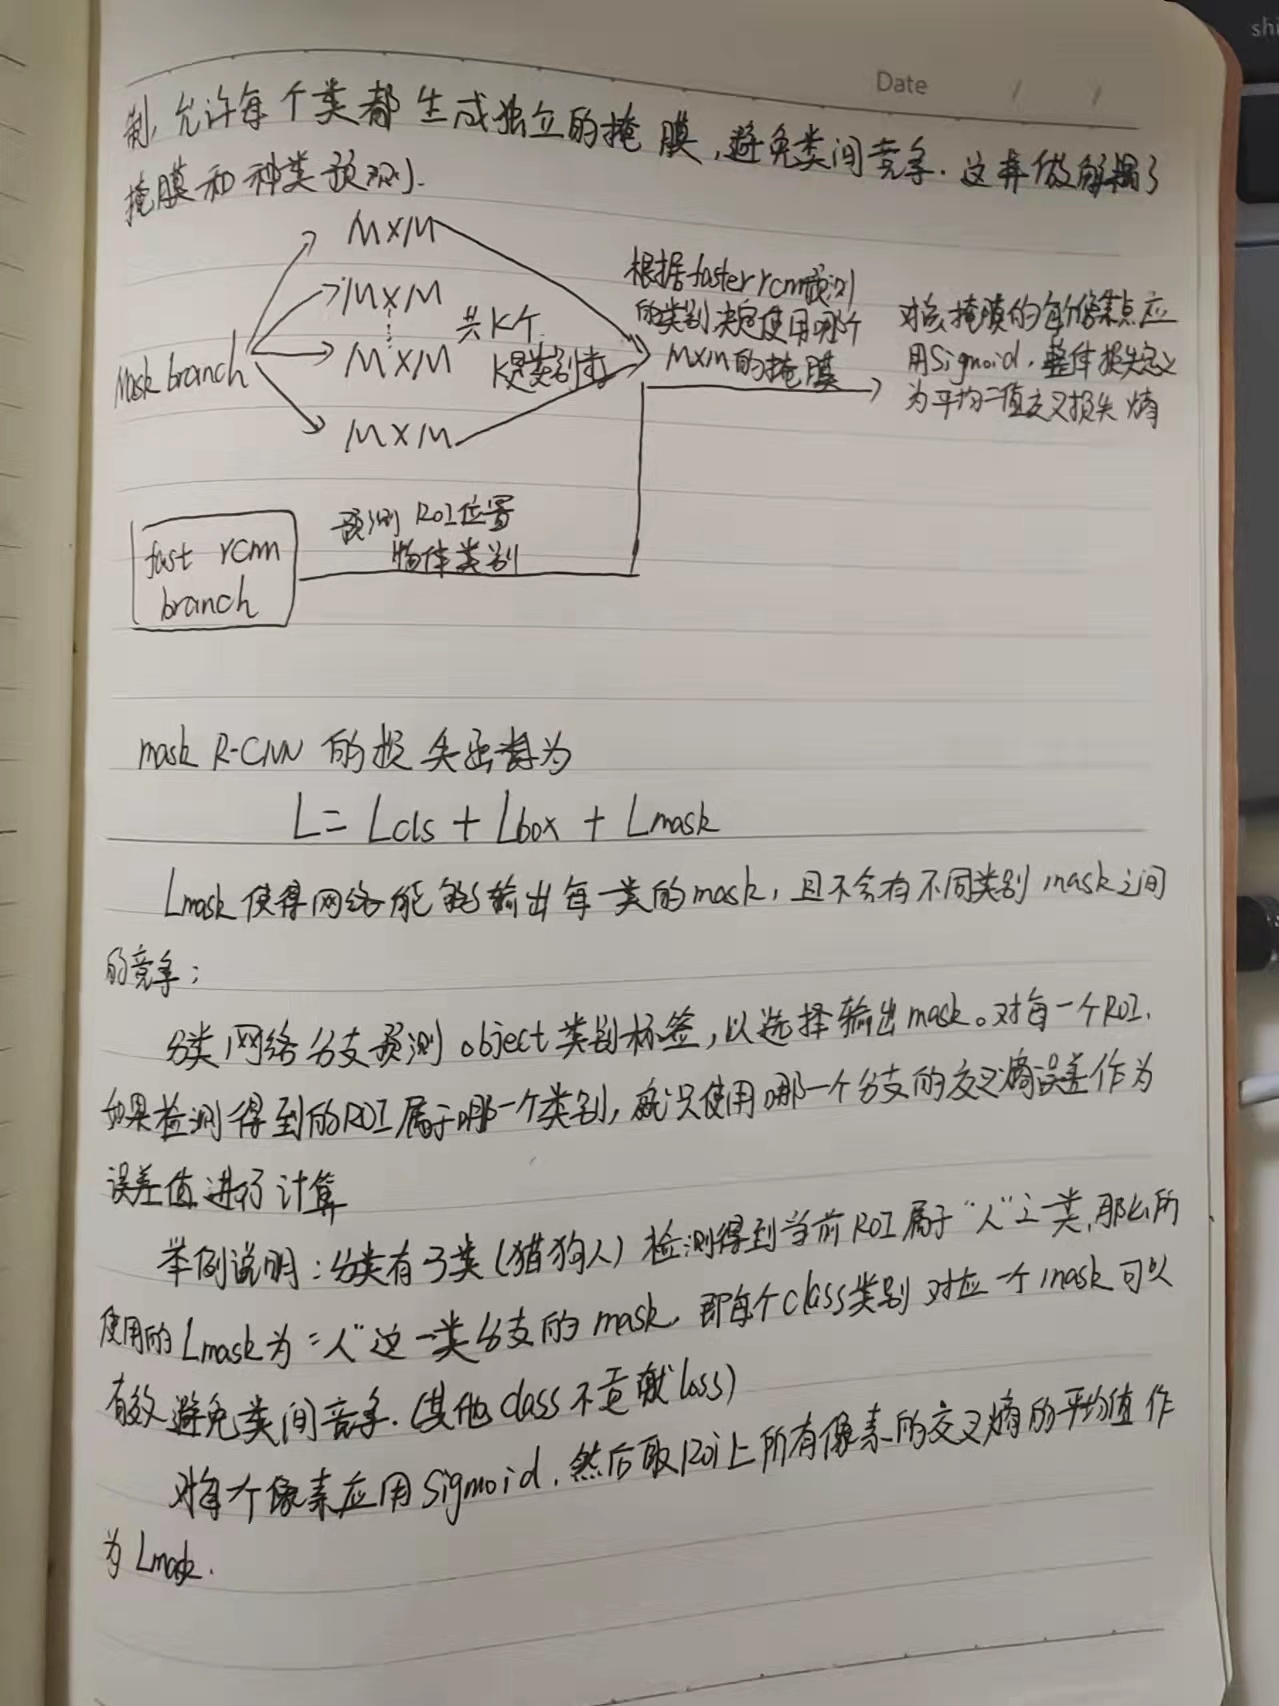 Date / /
制,允许每个类都生成独立的掩膜,避免类间竞争.这样做解耦了
掩膜和种类预测.
Mask branch
M×M
M×M
M×M
M×M
共K个
K是类别数
根据faster rcnn预测
的类别决定使用哪个
M×M的掩膜
对该掩膜的每个像素点应
用Sigmoid,整体损失定义
为平均二值交叉损失熵
fast rcnn
branch
预测ROI位置
物体类别
mask R-CNN 的损失函数为
L= Lcls + Lbox + Lmask
Lmask使得网络能够输出每一类的mask,且不会有不同类别mask之间
的竞争;
分类网络分支预测object类别标签,以选择输出mask。对每一个ROI,
如果检测得到的ROI属于哪一个类别,就只使用哪一个分支的交叉熵误差作为
误差值进行计算
举例说明:分类有3类(猫狗人)检测得到当前ROI属于“人”这一类,那么所
使用的Lmask为“人”这一类分支的mask,即每个class类别对应一个mask可以
有效避免类间竞争.(其他class不贡献loss)
对每个像素应用sigmoid,然后取Roi上所有像素的交叉熵的平均值作
为Lmask.
shi